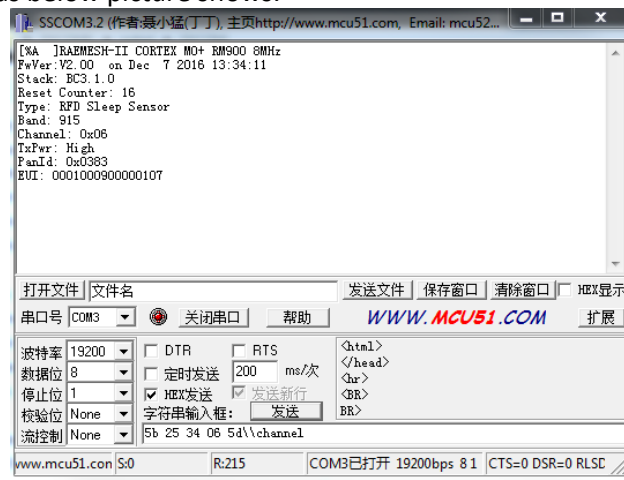 SSCOM3.2 (作者:聂小猛(丁丁), 主页http://www.mcu51.com, Email: mcu52...
[%A ]RAEMESH-II CORTEX M0+ RM900 8MHz
FwVer:V2.00 on Dec 7 2016 13:34:11
Stack: BC3.1.0
Reset Counter: 16
Type: RFD Sleep Sensor
Band: 915
Channel: 0x06
TxPwr: High
PanId: 0x0383
EUI: 0001000900000107
打开文件 文件名 发送文件 保存窗口 清除窗口 HEX显示
串口号 COM3 关闭串口 帮助 WWW.MCU51.COM 扩展
波特率 19200 DTR RTS
数据位 8 定时发送 200 ms/次
停止位 1 HEX发送 发送新行
校验位 None 字符串输入框: 发送
流控制 None 5b 25 34 06 5d\\channel
<html>
</head>
<hr>
<BR>
BR>
www.mcu51.con S:0 R:215 COM3已打开 19200bps 8 1 CTS=0 DSR=0 RLSD